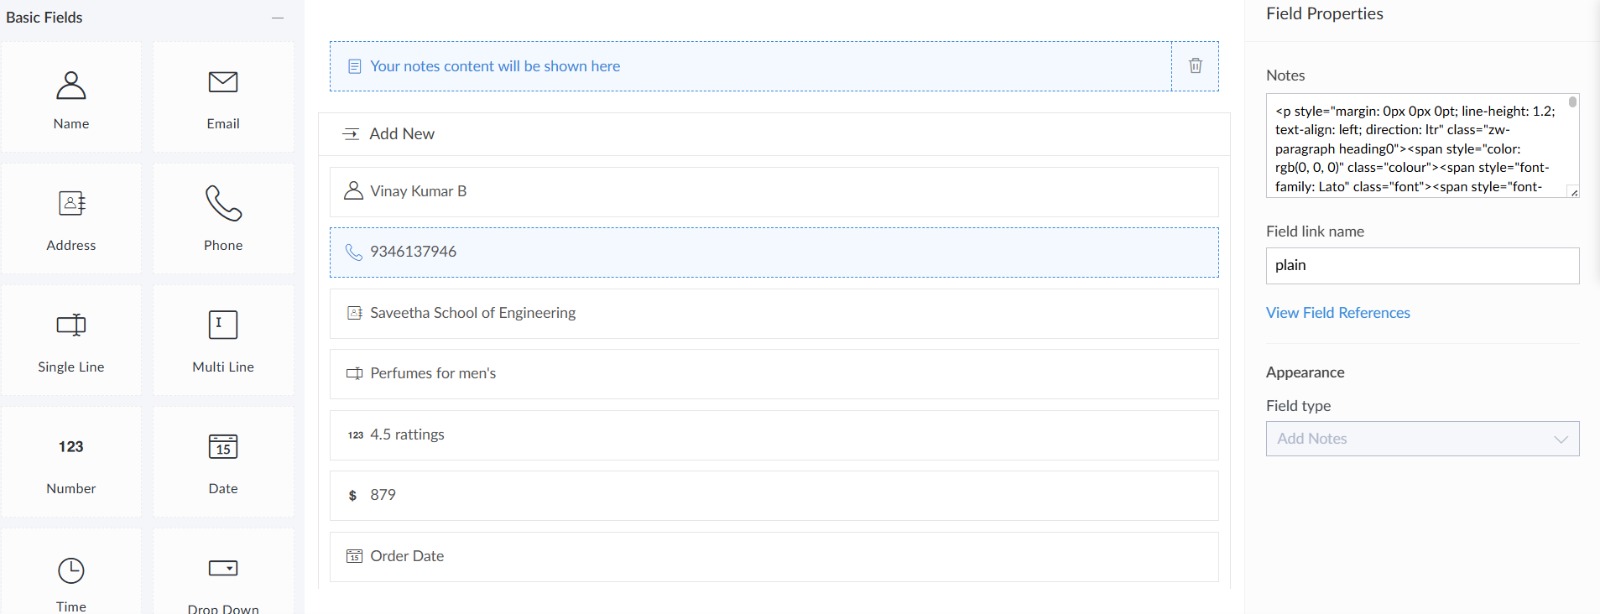 Basic Fields
Name
Email
Address
Phone
Single Line
Multi Line
123
Number
15
Date
Time
Drop Down
Your notes content will be shown here
Add New
Vinay Kumar B
9346137946
Saveetha School of Engineering
Perfumes for men's
123 4.5 rattings
$ 879
15 Order Date
Field Properties
Notes
<p style="margin: 0px 0px 0pt; line-height: 1.2;
text-align: left; direction: ltr" class="zw-
paragraph heading0"><span style="color:
rgb(0, 0, 0)" class="colour"><span style="font-
family: Lato" class="font"><span style="font-
Field link name
plain
View Field References
Appearance
Field type
Add Notes